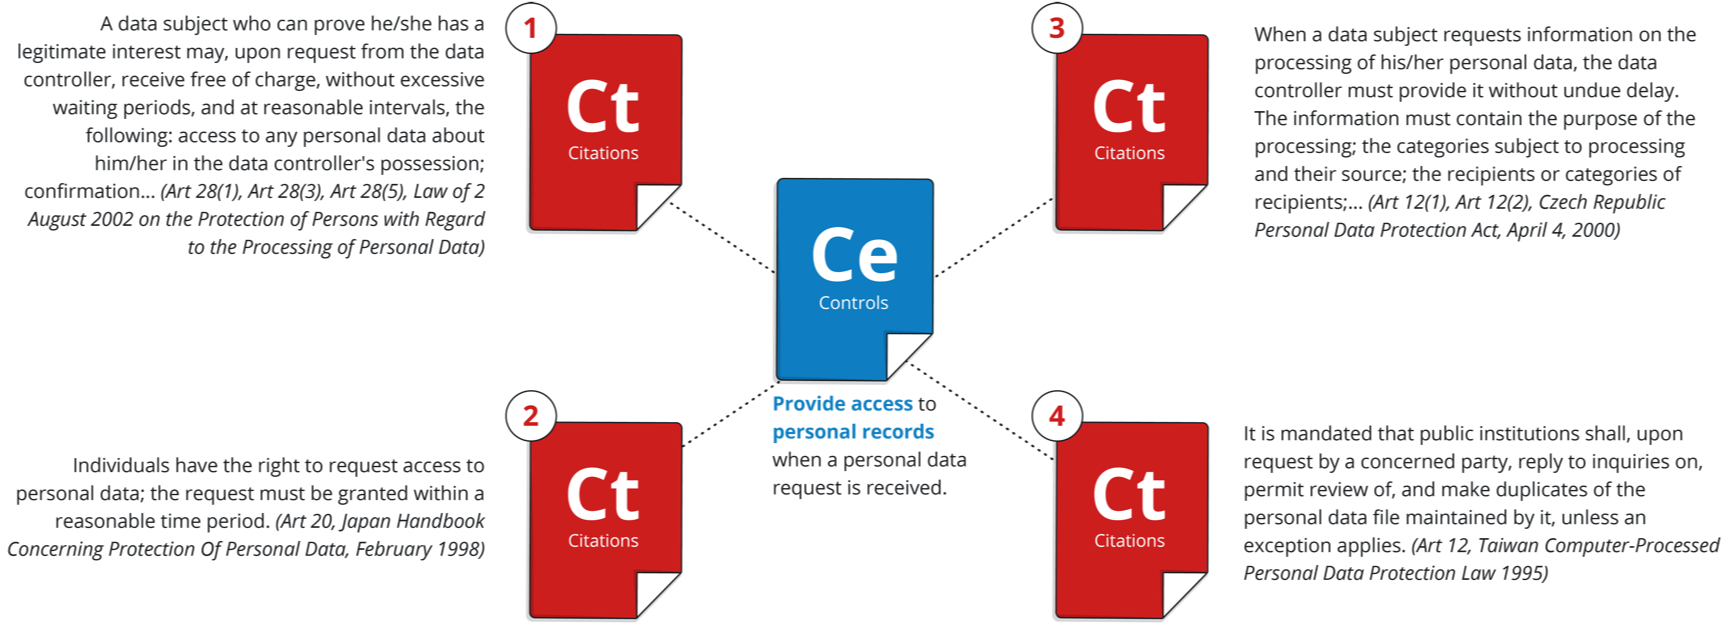 A data subject who can prove he/she has a
legitimate interest may, upon request from the data
controller, receive free of charge, without excessive
waiting periods, and at reasonable intervals, the
following: access to any personal data about
him/her in the data controller's possession;
confirmation... (Art 28(1), Art 28(3), Art 28(5), Law of 2
August 2002 on the Protection of Persons with Regard
to the Processing of Personal Data)
1
Ct
Citations
Individuals have the right to request access to
personal data; the request must be granted within a
reasonable time period. (Art 20, Japan Handbook
Concerning Protection Of Personal Data, February 1998)
2
Ct
Citations
Ce
Controls
Provide access to
personal records
when a personal data
request is received.
3
Ct
Citations
When a data subject requests information on the
processing of his/her personal data, the data
controller must provide it without undue delay.
The information must contain the purpose of the
processing; the categories subject to processing
and their source; the recipients or categories of
recipients;... (Art 12(1), Art 12(2), Czech Republic
Personal Data Protection Act, April 4, 2000)
4
Ct
Citations
It is mandated that public institutions shall, upon
request by a concerned party, reply to inquiries on,
permit review of, and make duplicates of the
personal data file maintained by it, unless an
exception applies. (Art 12, Taiwan Computer-Processed
Personal Data Protection Law 1995)